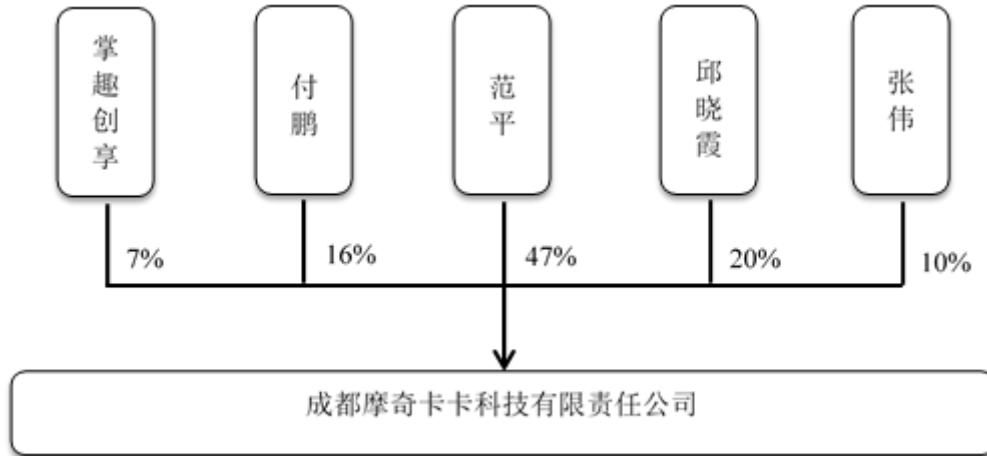 掌趣创享
付鹏
范平
邱晓霞
张伟
7%
16%
47%
20%
10%
成都摩奇卡卡科技有限责任公司